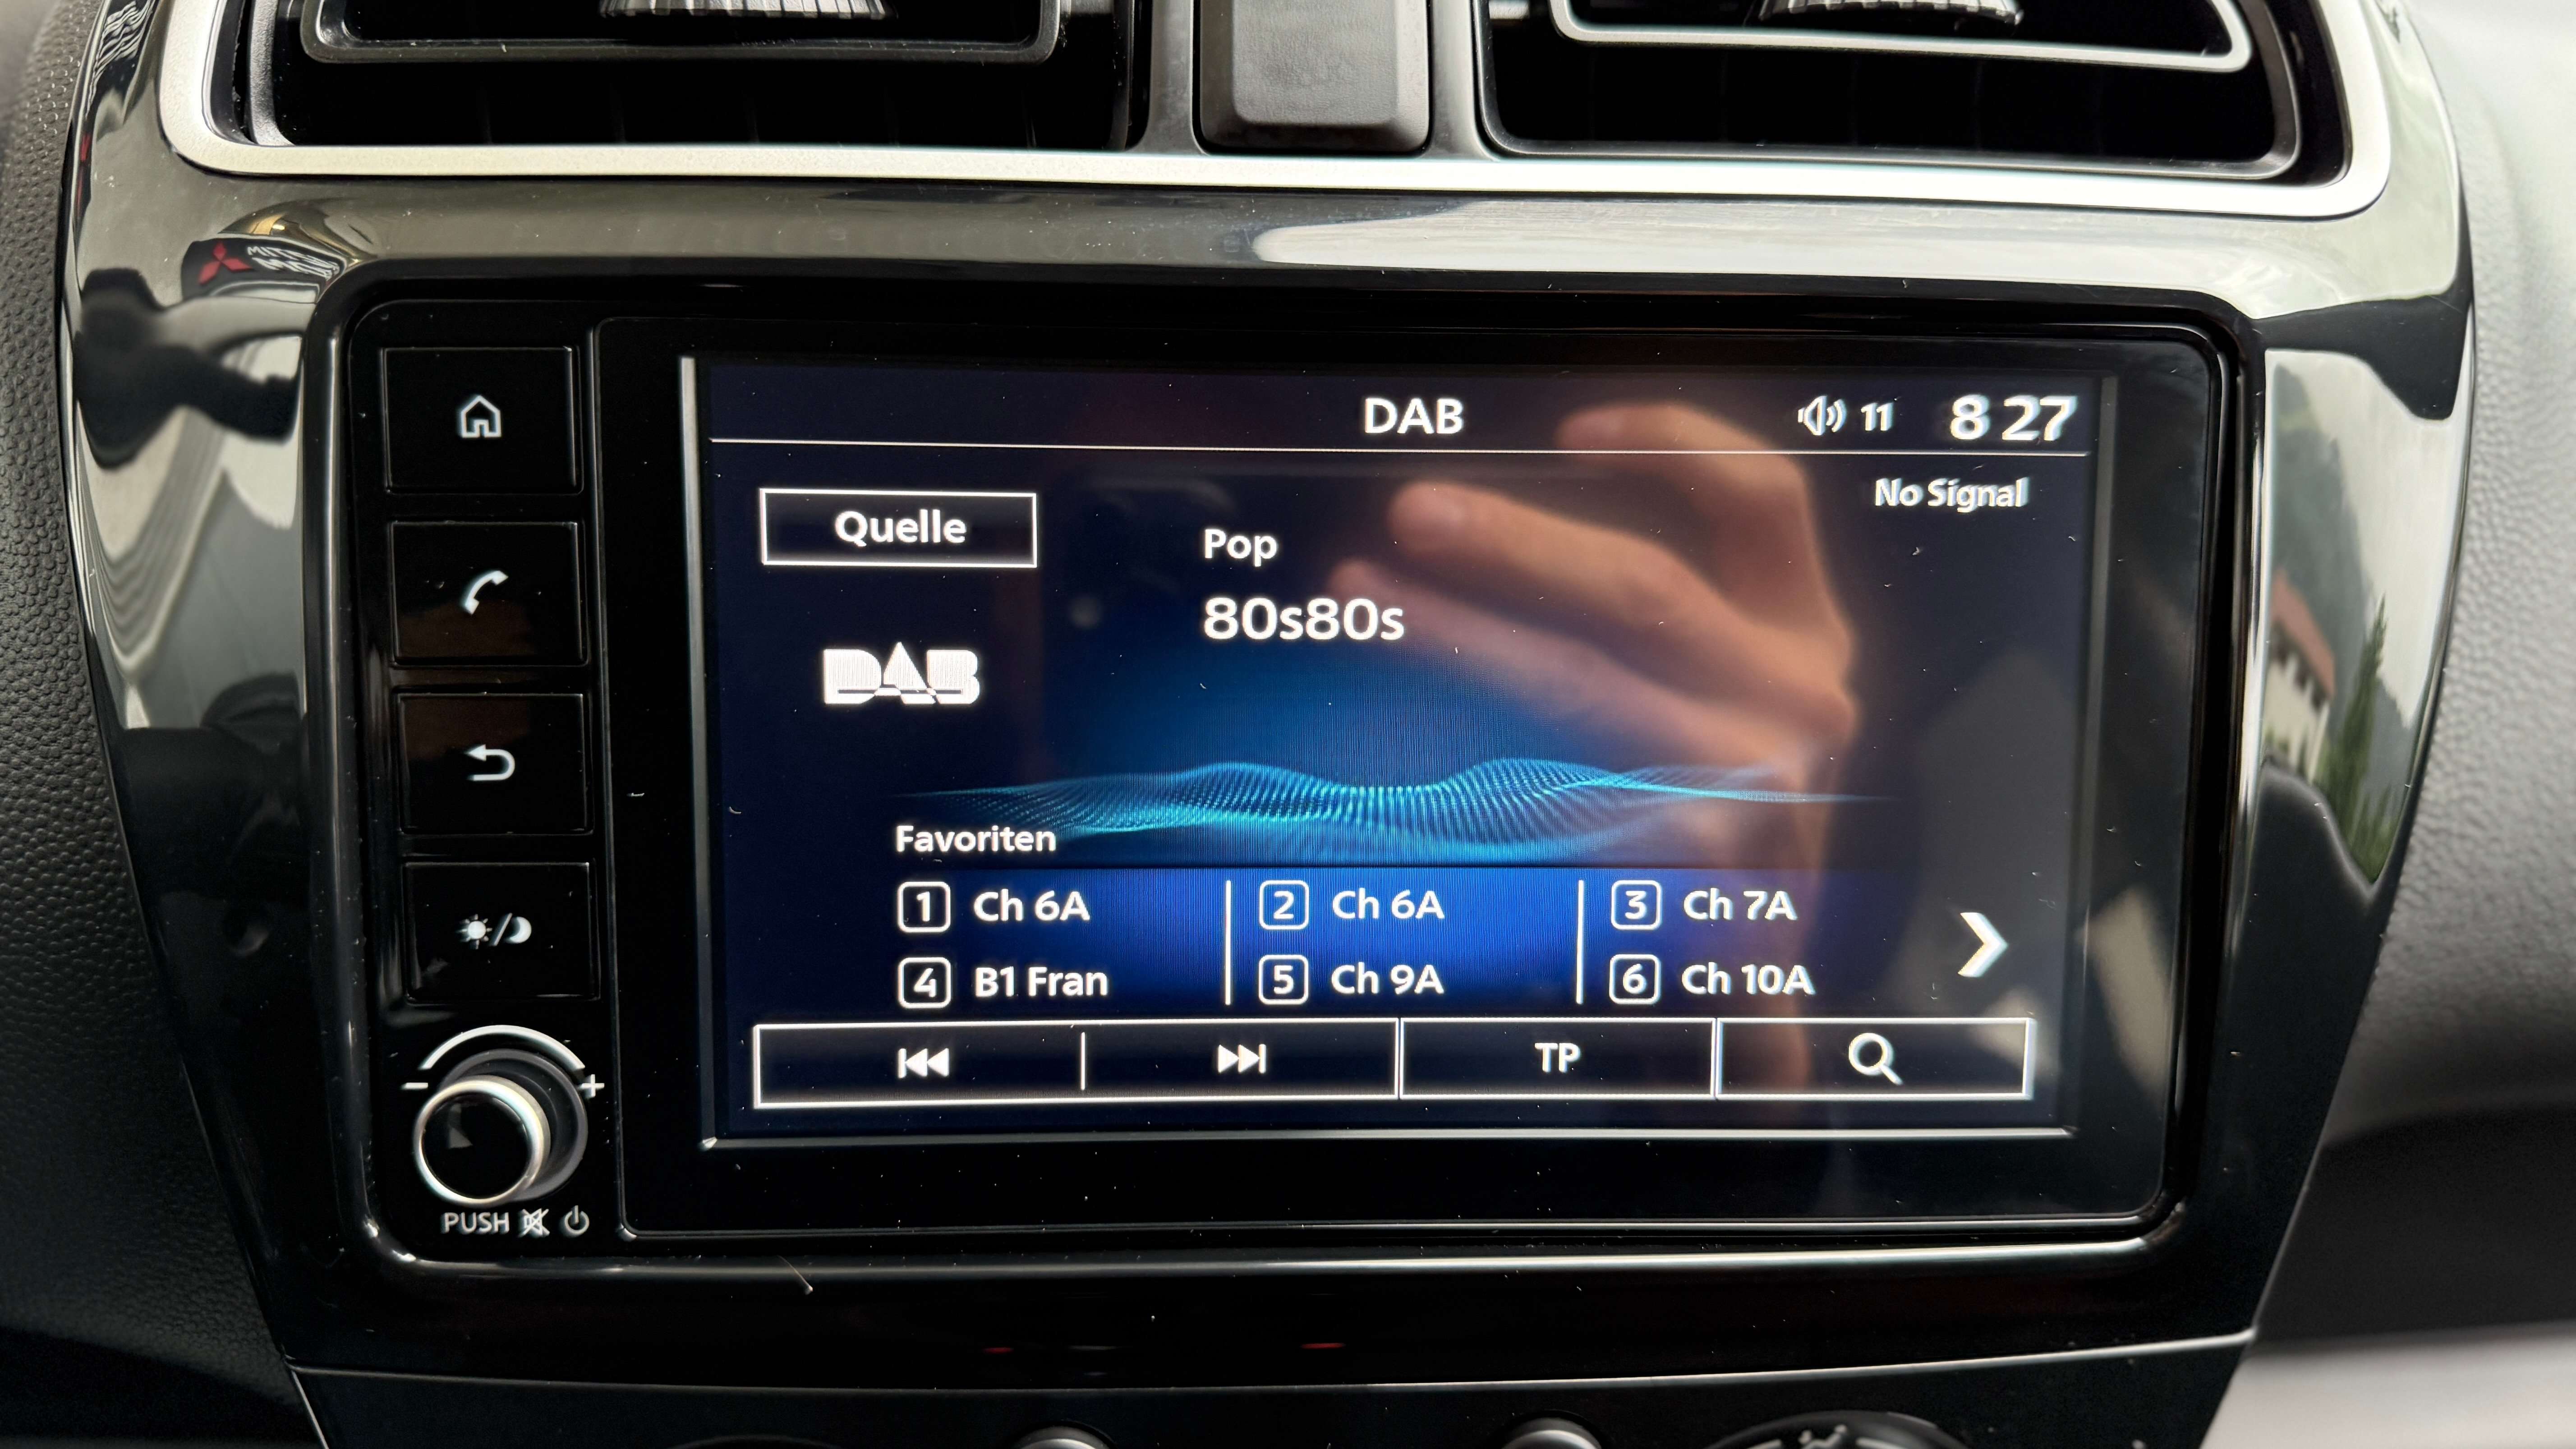 DAB
11
8 27
No Signal
Quelle
Pop
80s80s
DAB
Favoriten
1 Ch 6A
2 Ch 6A
3 Ch 7A
4 B1 Fran
5 Ch 9A
6 Ch 10A
TP
− +
PUSH